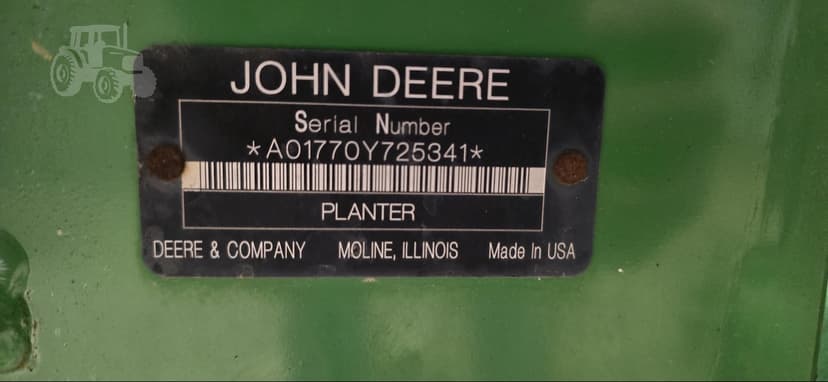 JOHN DEERE
Serial Number
*A01770Y725341*
PLANTER
DEERE & COMPANY MOLINE, ILLINOIS Made In USA